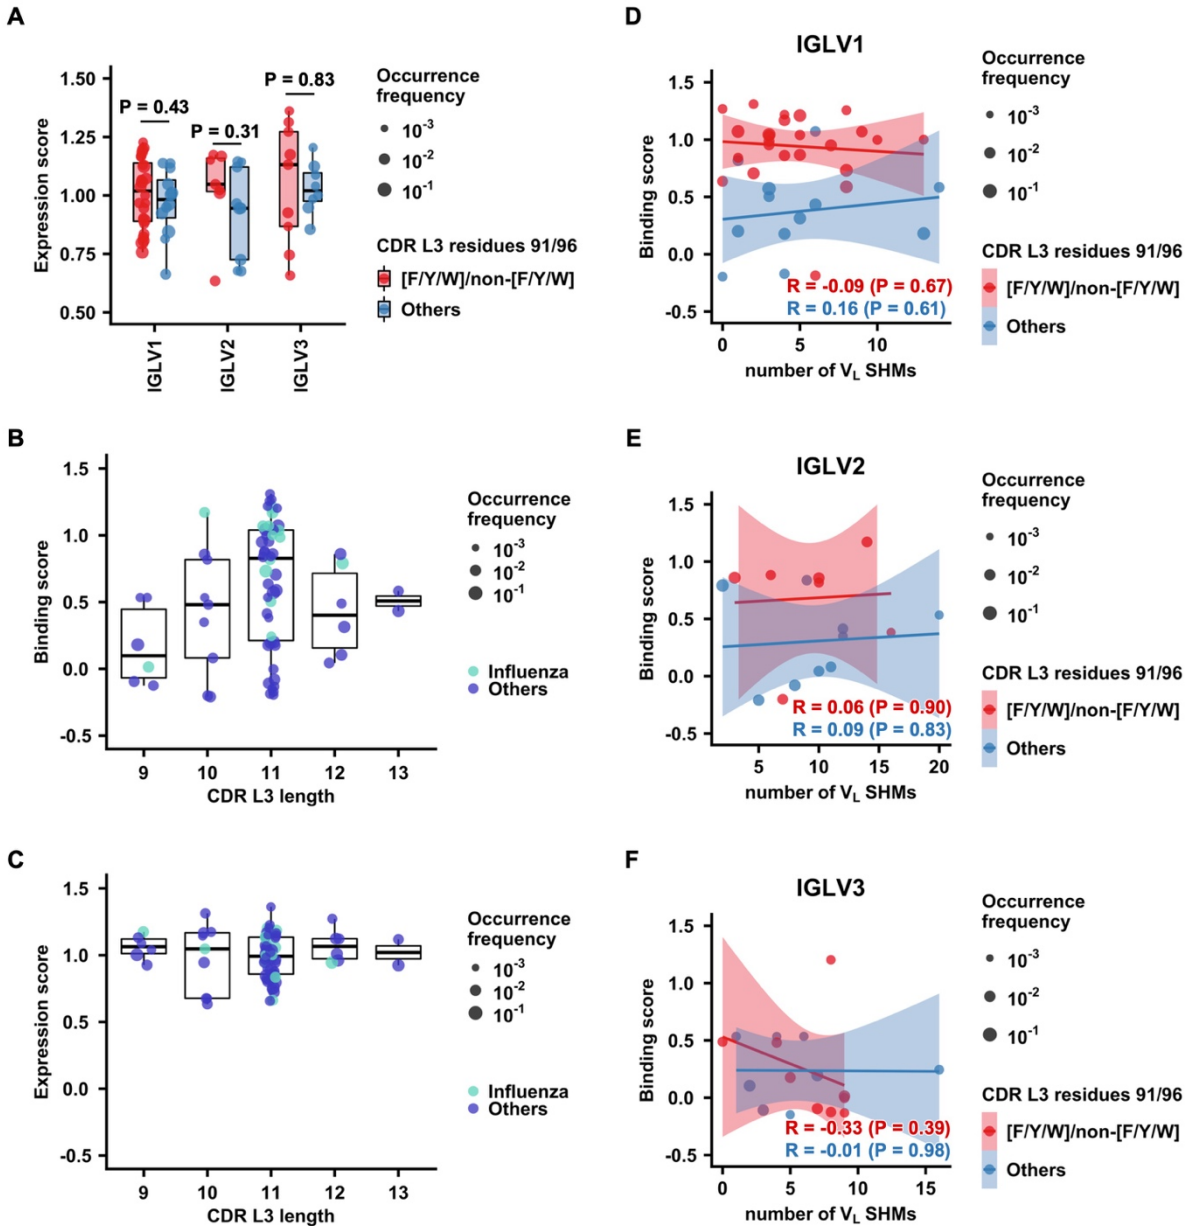 A
Expression score
1.50
1.25
1.00
0.75
0.50
P = 0.43
P = 0.31
P = 0.83
IGLV1
IGLV2
IGLV3
Occurrence
frequency
10-3
10-2
10-1
CDR L3 residues 91/96
[F/Y/W]/non-[F/Y/W]
Others
B
Binding score
1.5
1.0
0.5
0.0
-0.5
9 10 11 12 13
CDR L3 length
Occurrence
frequency
10-3
10-2
10-1
Influenza
Others
C
Expression score
1.5
1.0
0.5
0.0
-0.5
9 10 11 12 13
CDR L3 length
Occurrence
frequency
10-3
10-2
10-1
Influenza
Others
D
IGLV1
Binding score
1.5
1.0
0.5
0.0
-0.5
R = -0.09 (P = 0.67)
R = 0.16 (P = 0.61)
0 5 10
number of VL SHMs
Occurrence
frequency
10-3
10-2
10-1
CDR L3 residues 91/96
[F/Y/W]/non-[F/Y/W]
Others
E
IGLV2
Binding score
1.5
1.0
0.5
0.0
-0.5
R = 0.06 (P = 0.90)
R = 0.09 (P = 0.83)
5 10 15 20
number of VL SHMs
Occurrence
frequency
10-3
10-2
10-1
CDR L3 residues 91/96
[F/Y/W]/non-[F/Y/W]
Others
F
IGLV3
Binding score
1.5
1.0
0.5
0.0
-0.5
R = -0.33 (P = 0.39)
R = -0.01 (P = 0.98)
0 5 10 15
number of VL SHMs
Occurrence
frequency
10-3
10-2
10-1
CDR L3 residues 91/96
[F/Y/W]/non-[F/Y/W]
Others